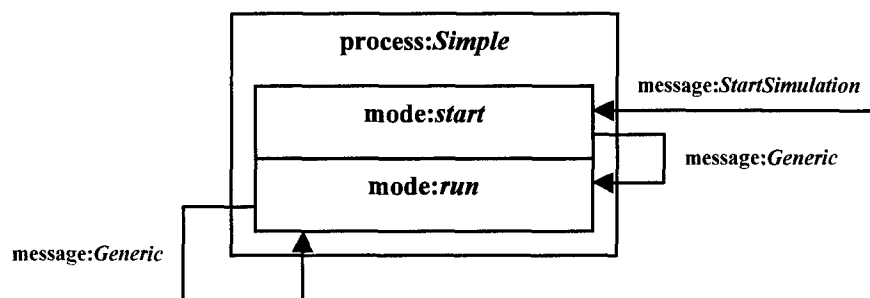 process:Simple
message:StartSimulation
mode:start
message:Generic
mode:run
message:Generic